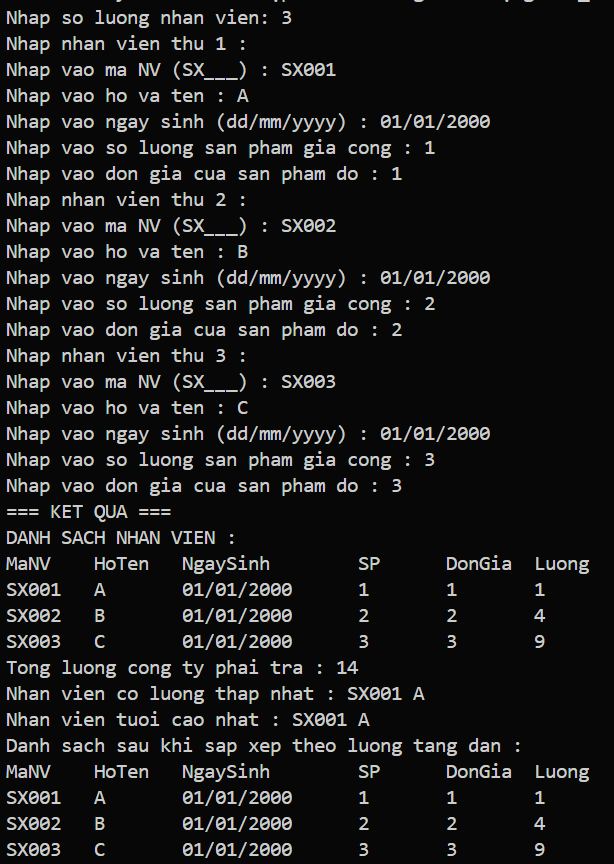 Nhap so luong nhan vien: 3
Nhap nhan vien thu 1 :
Nhap vao ma NV (SX___) : SX001
Nhap vao ho va ten : A
Nhap vao ngay sinh (dd/mm/yyyy) : 01/01/2000
Nhap vao so luong san pham gia cong : 1
Nhap vao don gia cua san pham do : 1
Nhap nhan vien thu 2 :
Nhap vao ma NV (SX___) : SX002
Nhap vao ho va ten : B
Nhap vao ngay sinh (dd/mm/yyyy) : 01/01/2000
Nhap vao so luong san pham gia cong : 2
Nhap vao don gia cua san pham do : 2
Nhap nhan vien thu 3 :
Nhap vao ma NV (SX___) : SX003
Nhap vao ho va ten : C
Nhap vao ngay sinh (dd/mm/yyyy) : 01/01/2000
Nhap vao so luong san pham gia cong : 3
Nhap vao don gia cua san pham do : 3
=== KET QUA ===
DANH SACH NHAN VIEN :
MaNV HoTen NgaySinh SP DonGia Luong
SX001 A 01/01/2000 1 1 1
SX002 B 01/01/2000 2 2 4
SX003 C 01/01/2000 3 3 9
Tong luong cong ty phai tra : 14
Nhan vien co luong thap nhat : SX001 A
Nhan vien tuoi cao nhat : SX001 A
Danh sach sau khi sap xep theo luong tang dan :
MaNV HoTen NgaySinh SP DonGia Luong
SX001 A 01/01/2000 1 1 1
SX002 B 01/01/2000 2 2 4
SX003 C 01/01/2000 3 3 9